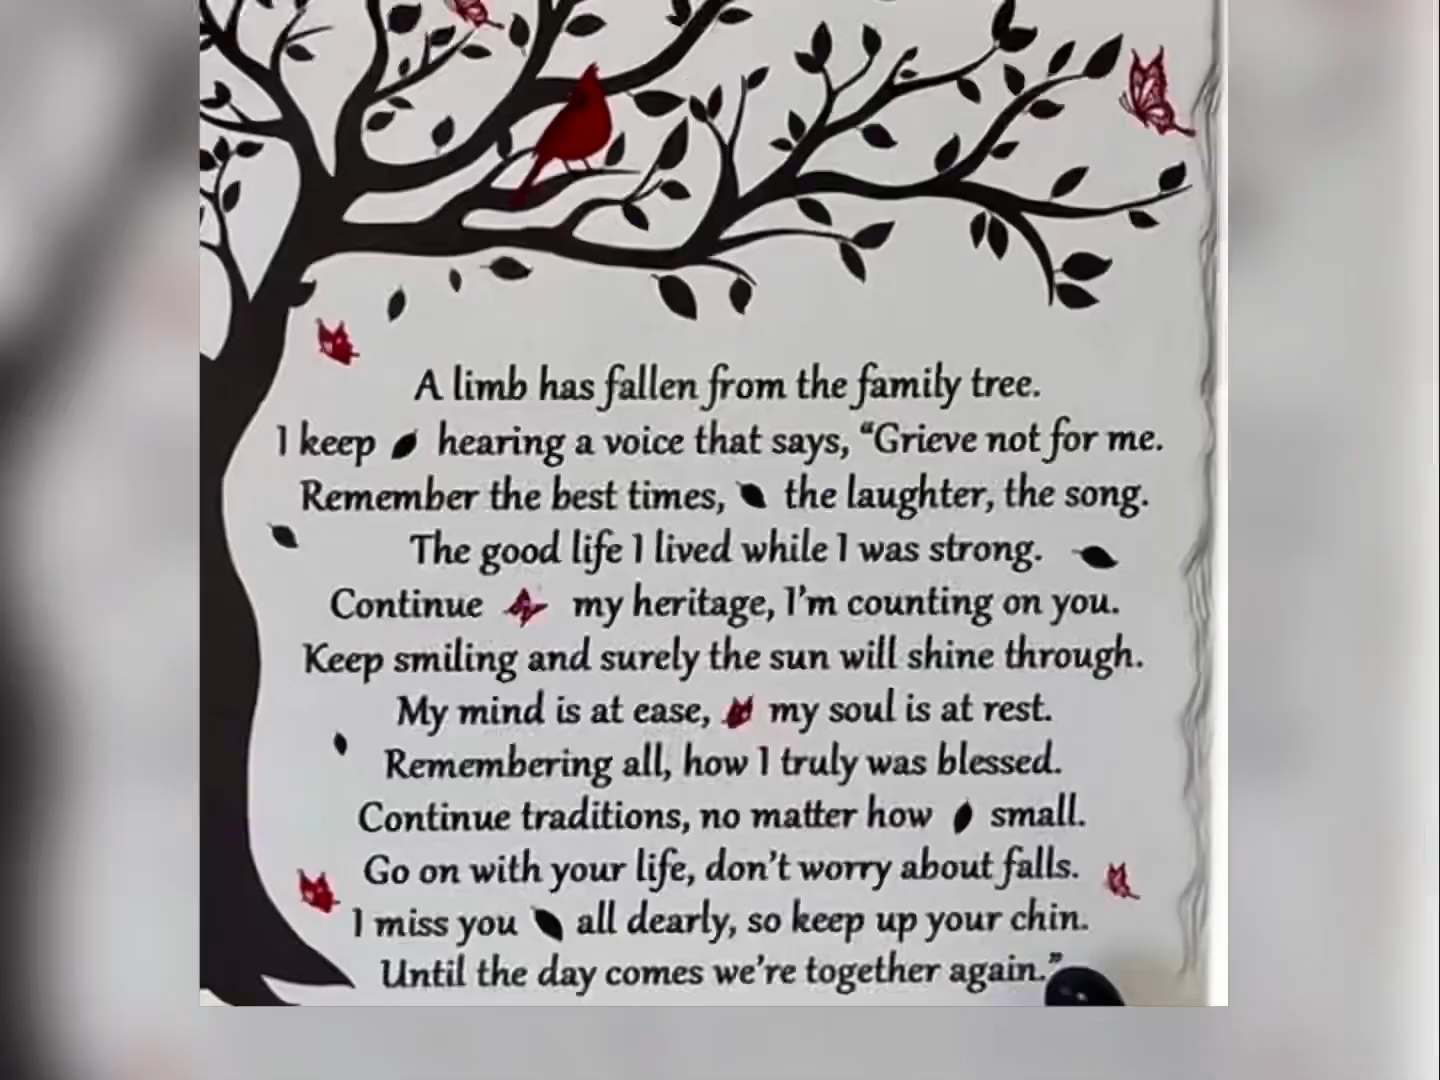 A limb has fallen from the family tree.
I keep hearing a voice that says, “Grieve not for me.
Remember the best times, the laughter, the song.
The good life I lived while I was strong.
Continue my heritage, I’m counting on you.
Keep smiling and surely the sun will shine through.
My mind is at ease, my soul is at rest.
Remembering all, how I truly was blessed.
Continue traditions, no matter how small.
Go on with your life, don’t worry about falls.
I miss you all dearly, so keep up your chin.
Until the day comes we’re together again.”